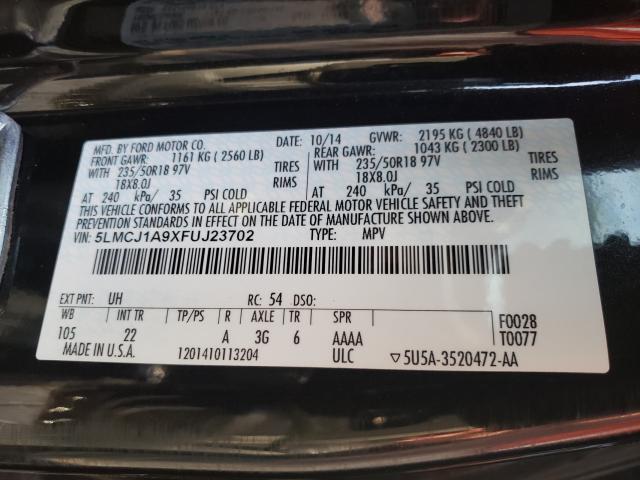 MFD. BY FORD MOTOR CO. DATE: 10/14 GVWR: 2195 KG ( 4840 LB)
FRONT GAWR: 1161 KG ( 2560 LB) REAR GAWR: 1043 KG ( 2300 LB)
WITH 235/50R18 97V TIRES WITH 235/50R18 97V TIRES
18X8.0J RIMS 18X8.0J RIMS
AT 240 kPa/ 35 PSI COLD AT 240 kPa/ 35 PSI COLD
THIS VEHICLE CONFORMS TO ALL APPLICABLE FEDERAL MOTOR VEHICLE SAFETY AND THEFT
PREVENTION STANDARDS IN EFFECT ON THE DATE OF MANUFACTURE SHOWN ABOVE.
VIN: 5LMCJ1A9XFUJ23702 TYPE: MPV
EXT PNT: UH RC: 54 DSO:
WB INT TR TP/PS R AXLE TR SPR F0028
105 22 A 3G 6 AAAA T0077
MADE IN U.S.A. 1201410113204 ULC ▽5U5A-3520472-AA